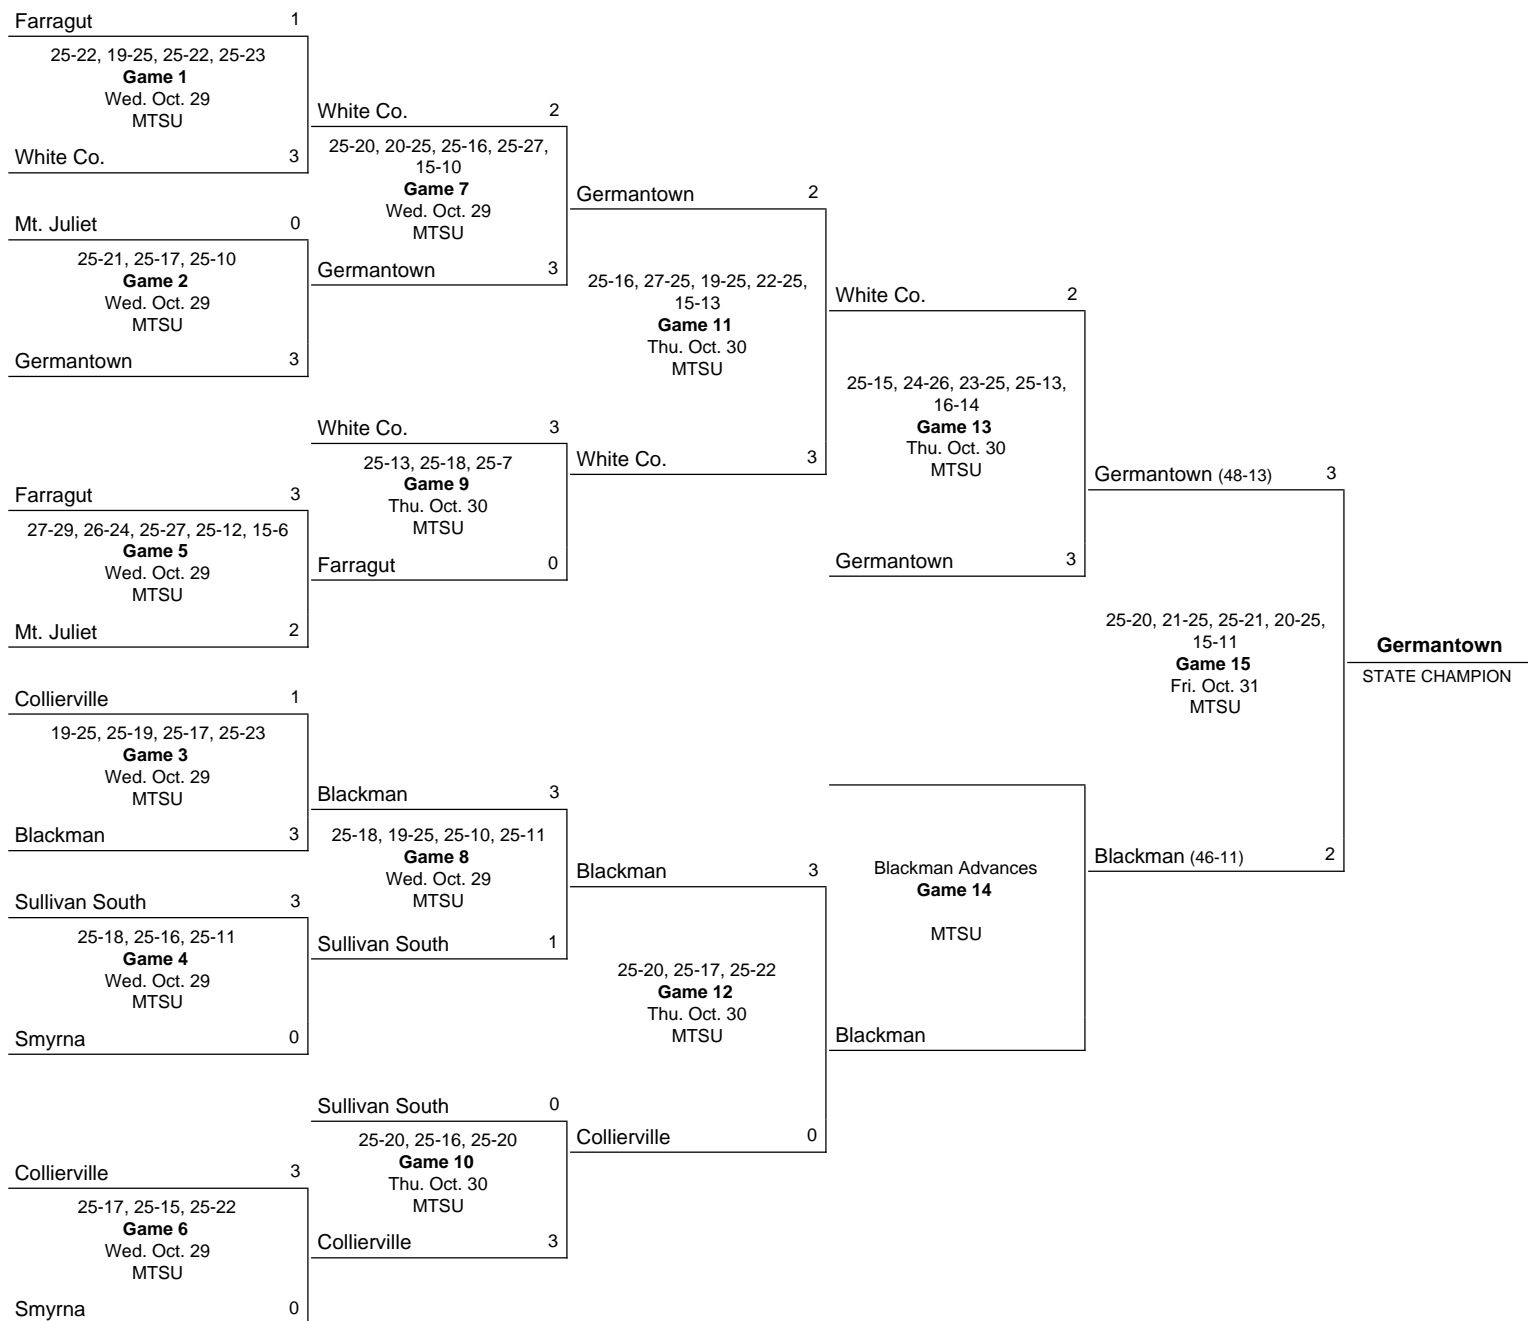 Farragut 1
25-22, 19-25, 25-22, 25-23
Game 1
Wed. Oct. 29
MTSU
White Co. 3
Mt. Juliet 0
25-21, 25-17, 25-10
Game 2
Wed. Oct. 29
MTSU
Germantown 3
Farragut 3
27-29, 26-24, 25-27, 25-12, 15-6
Game 5
Wed. Oct. 29
MTSU
Mt. Juliet 2
Collierville 1
19-25, 25-19, 25-17, 25-23
Game 3
Wed. Oct. 29
MTSU
Blackman 3
Sullivan South 3
25-18, 25-16, 25-11
Game 4
Wed. Oct. 29
MTSU
Smyrna 0
Collierville 3
25-17, 25-15, 25-22
Game 6
Wed. Oct. 29
MTSU
Smyrna 0
White Co. 2
25-20, 20-25, 25-16, 25-27,
15-10
Game 7
Wed. Oct. 29
MTSU
Germantown 3
White Co. 3
25-13, 25-18, 25-7
Game 9
Thu. Oct. 30
MTSU
Farragut 0
Blackman 3
25-18, 19-25, 25-10, 25-11
Game 8
Wed. Oct. 29
MTSU
Sullivan South 1
Sullivan South 0
25-20, 25-16, 25-20
Game 10
Thu. Oct. 30
MTSU
Collierville 3
Germantown 2
25-16, 27-25, 19-25, 22-25,
15-13
Game 11
Thu. Oct. 30
MTSU
White Co. 3
Blackman 3
25-20, 25-17, 25-22
Game 12
Thu. Oct. 30
MTSU
Collierville 0
White Co. 2
25-15, 24-26, 23-25, 25-13,
16-14
Game 13
Thu. Oct. 30
MTSU
Germantown 3
Blackman Advances
Game 14
MTSU
Blackman
Germantown (48-13) 3
25-20, 21-25, 25-21, 20-25,
15-11
Game 15
Fri. Oct. 31
MTSU
Blackman (46-11) 2
Germantown
STATE CHAMPION